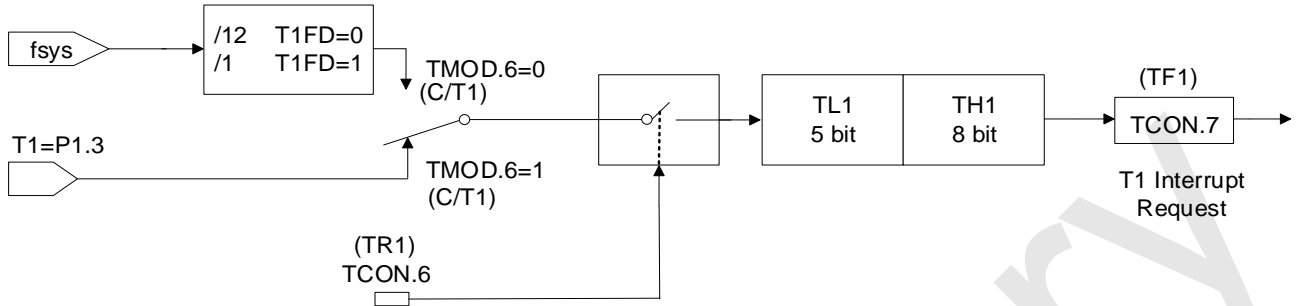 fsys
/12 T1FD=0
/1 T1FD=1
TMOD.6=0
(C/T1)
T1=P1.3
TMOD.6=1
(C/T1)
(TR1)
TCON.6
TL1
5 bit
TH1
8 bit
(TF1)
TCON.7
T1 Interrupt
Request
ry